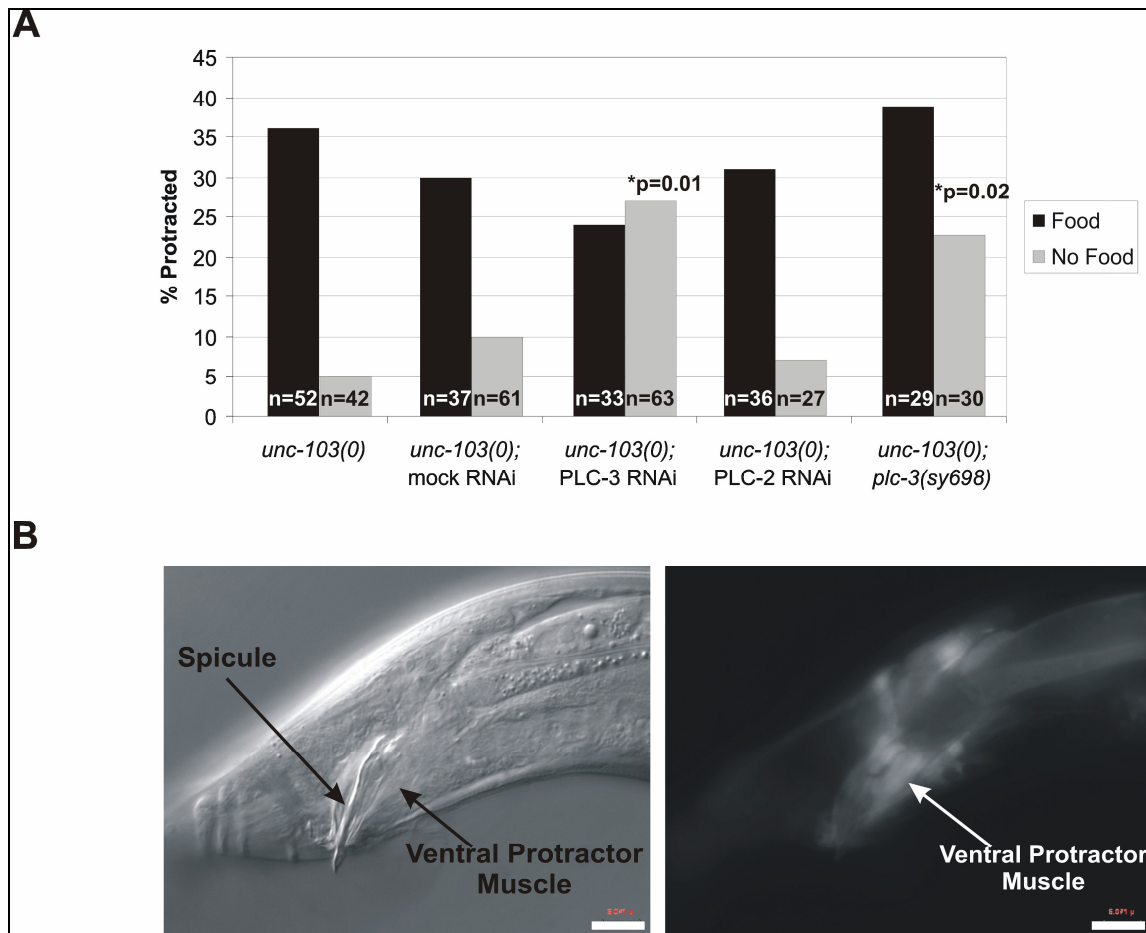 A
45
40
35
30
25
20
15
10
5
0
% Protracted
*p=0.01
*p=0.02
n=52 n=42 n=37 n=61 n=33 n=63 n=36 n=27 n=29 n=30
unc-103(0) unc-103(0); unc-103(0); unc-103(0); unc-103(0);
mock RNAi PLC-3 RNAi PLC-2 RNAi plc-3(sy698)
Food
No Food
B
Spicule
Ventral Protractor
Muscle
Ventral Protractor
Muscle